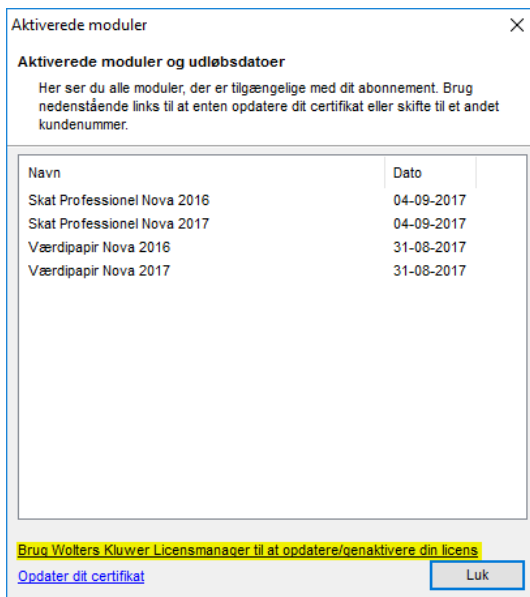 Aktiverede moduler
Aktiverede moduler og udløbsdatoer
Her ser du alle moduler, der er tilgængelige med dit abonnement. Brug
nedenstående links til at enten opdatere dit certifikat eller skifte til et andet
kundenummer.
Navn Dato
Skat Professionel Nova 2016 04-09-2017
Skat Professionel Nova 2017 04-09-2017
Værdipapir Nova 2016 31-08-2017
Værdipapir Nova 2017 31-08-2017
Brug Wolters Kluwer Licensmanager til at opdatere/genaktivere din licens
Opdater dit certifikat Luk